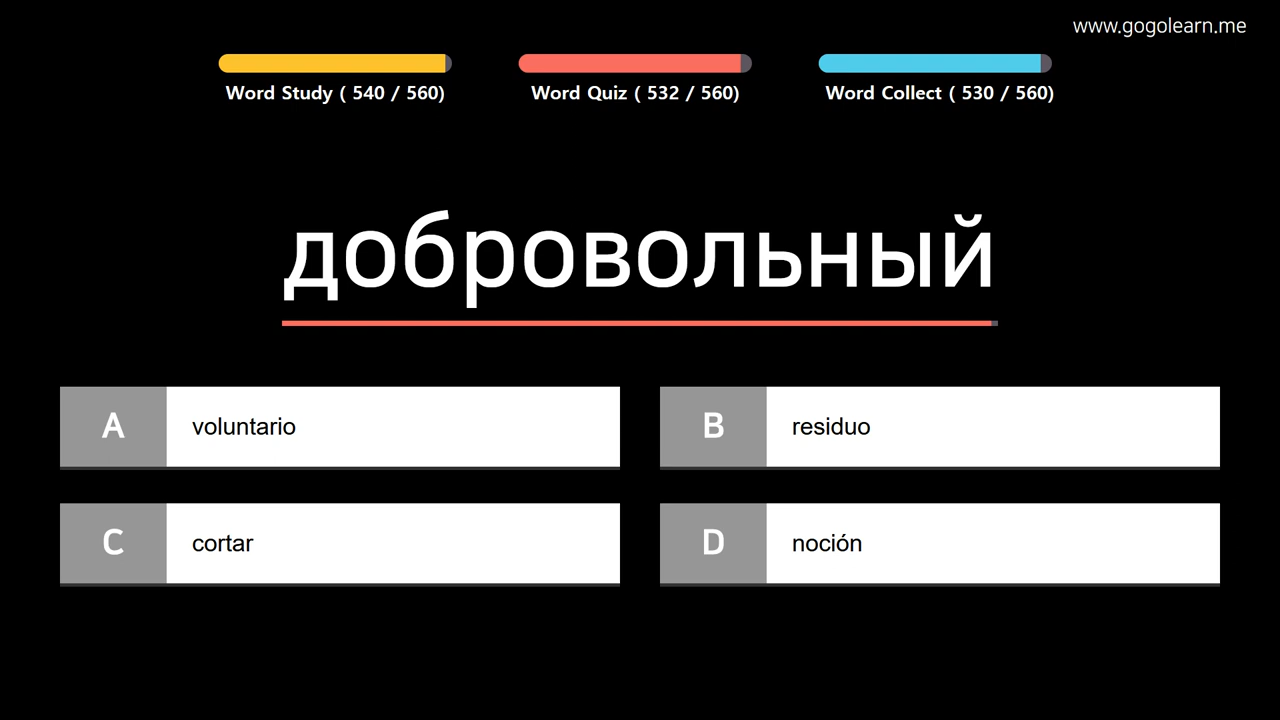 www.gogolearn.me
Word Study ( 540 / 560)
Word Quiz ( 532 / 560)
Word Collect ( 530 / 560)
добровольный
A voluntario
B residuo
C cortar
D noción